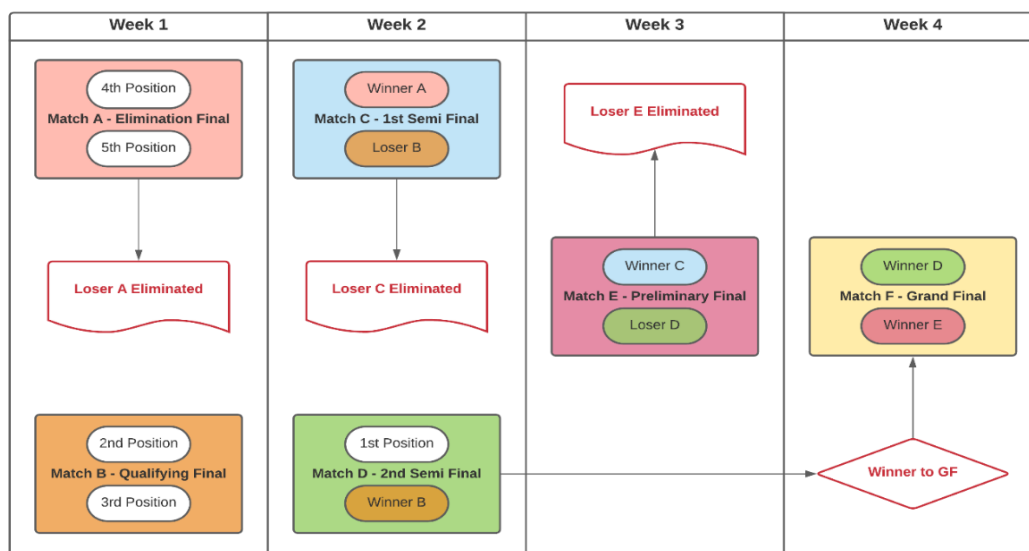 Week 1
Week 2
Week 3
Week 4
4th Position
Match A - Elimination Final
5th Position
Loser A Eliminated
2nd Position
Match B - Qualifying Final
3rd Position
Winner A
Match C - 1st Semi Final
Loser B
Loser C Eliminated
1st Position
Match D - 2nd Semi Final
Winner B
Loser E Eliminated
Winner C
Match E - Preliminary Final
Loser D
Winner D
Match F - Grand Final
Winner E
Winner to GF